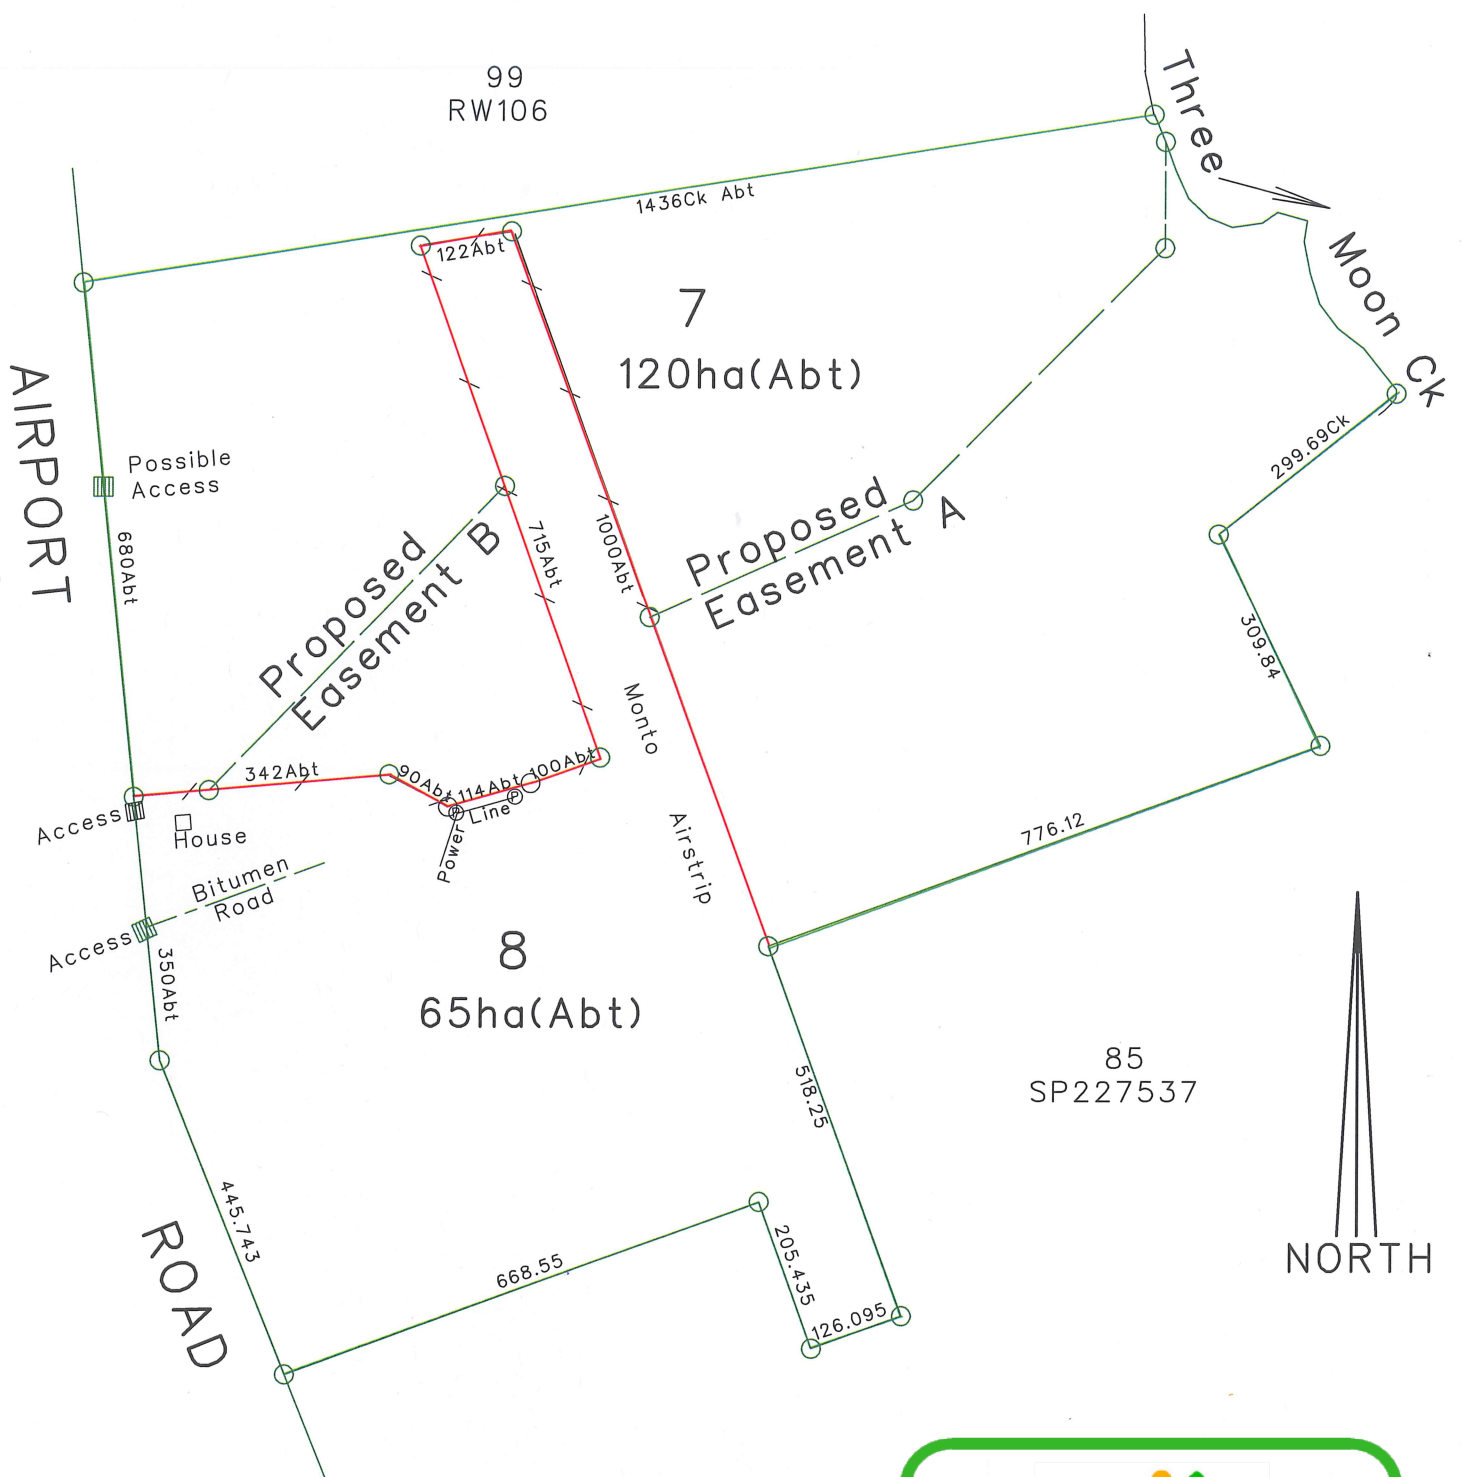 99
RW106
Three
Moon
Ck
1436Ck Abt
122Abt
7
120ha(Abt)
AIRPORT
Possible
Access
299.69Ck
Proposed
Easement A
1000Abt
715Abt
680Abt
Proposed
Easement B
309.84
Monto
Airstrip
342Abt
90Abt
114Abt
100Abt
P
P
Power
Line
Access
House
Bitumen
Road
Access
776.12
350Abt
8
65ha(Abt)
85
SP227537
518.25
445.743
ROAD
668.55
205.435
126.095
NORTH